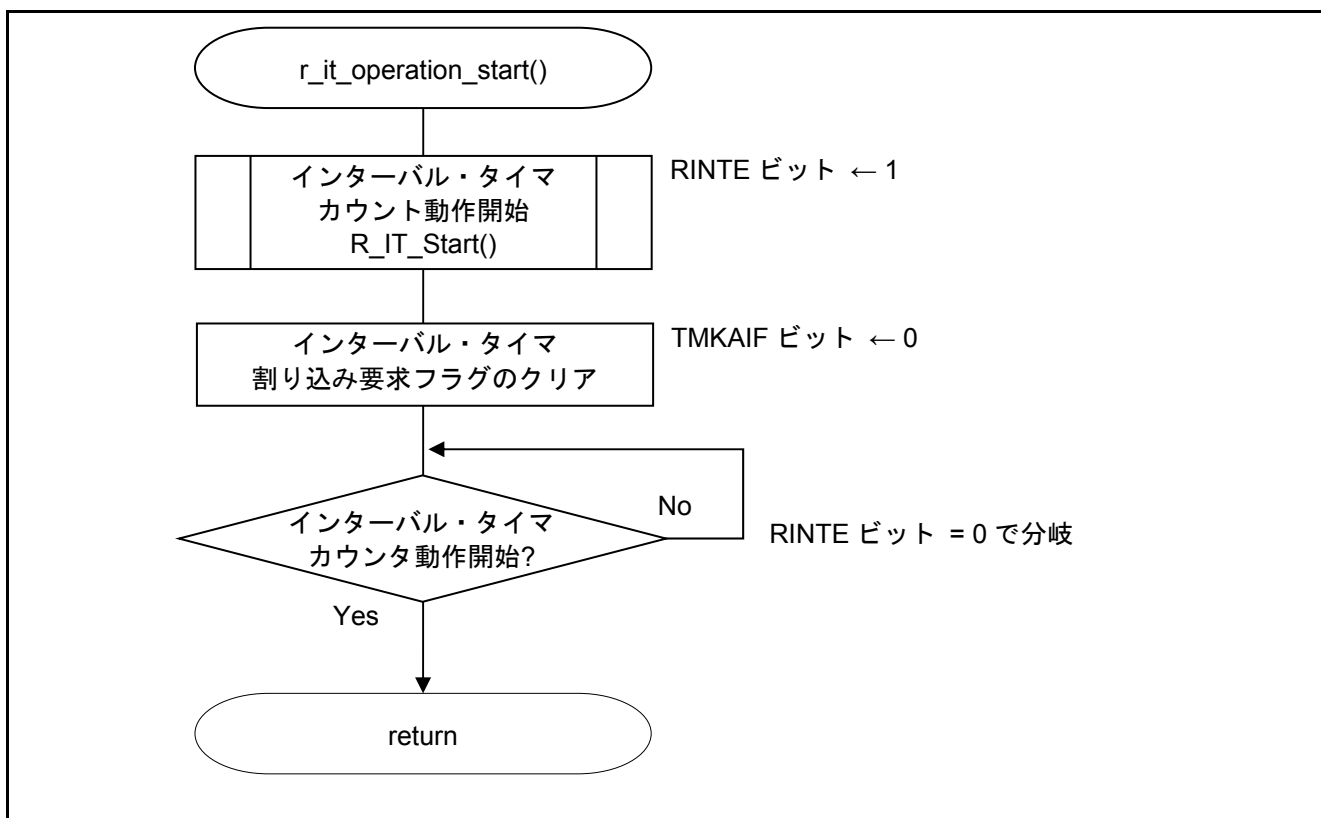 r_it_operation_start()
インターバル・タイマ
カウント動作開始
R_IT_Start()
RINTE ビット ← 1
インターバル・タイマ
割り込み要求フラグのクリア
TMKAIF ビット ← 0
インターバル・タイマ
カウンタ動作開始?
No
RINTE ビット = 0 で分岐
Yes
return